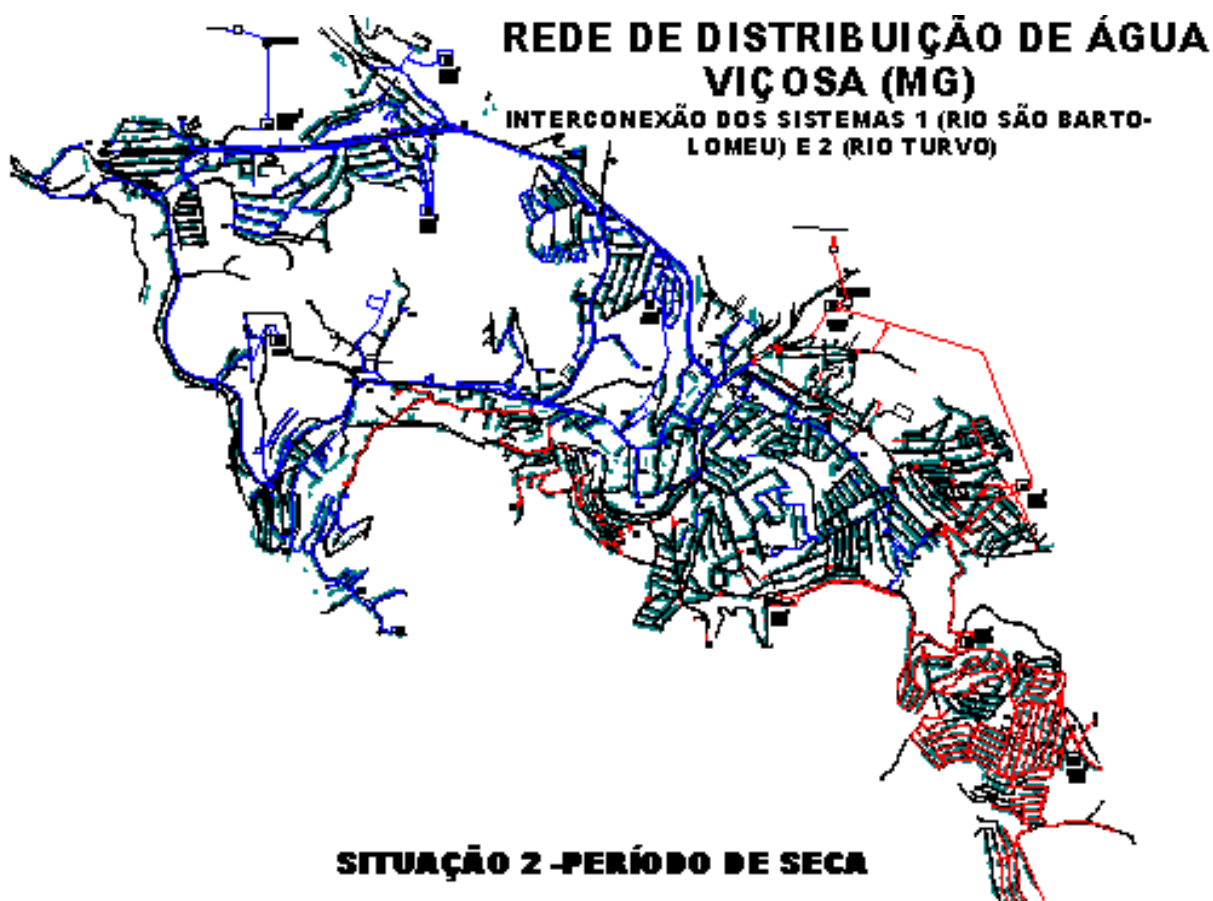 REDE DE DISTRIBUIÇÃO DE ÁGUA
VIÇOSA (MG)
INTERCONEXÃO DOS SISTEMAS 1 (RIO SÃO BARTO-
LOMEU) E 2 (RIO TURVO)
SITUAÇÃO 2 -PERÍODO DE SECA